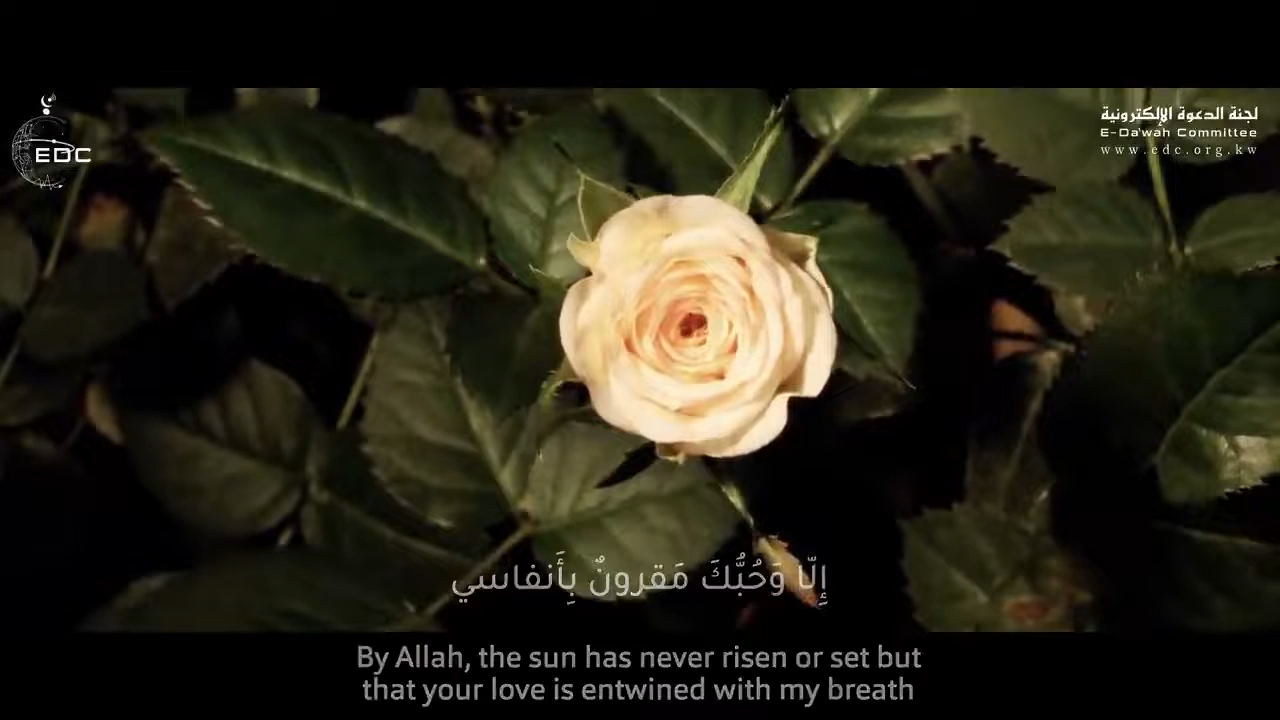 EDC
لجنة الدعوة الإلكترونية
E-Da'wah Committee
www.edc.org.kw
إِلّا وَحُبُّكَ مَقرونٌ بِأَنفاسي
By Allah, the sun has never risen or set but
that your love is entwined with my breath